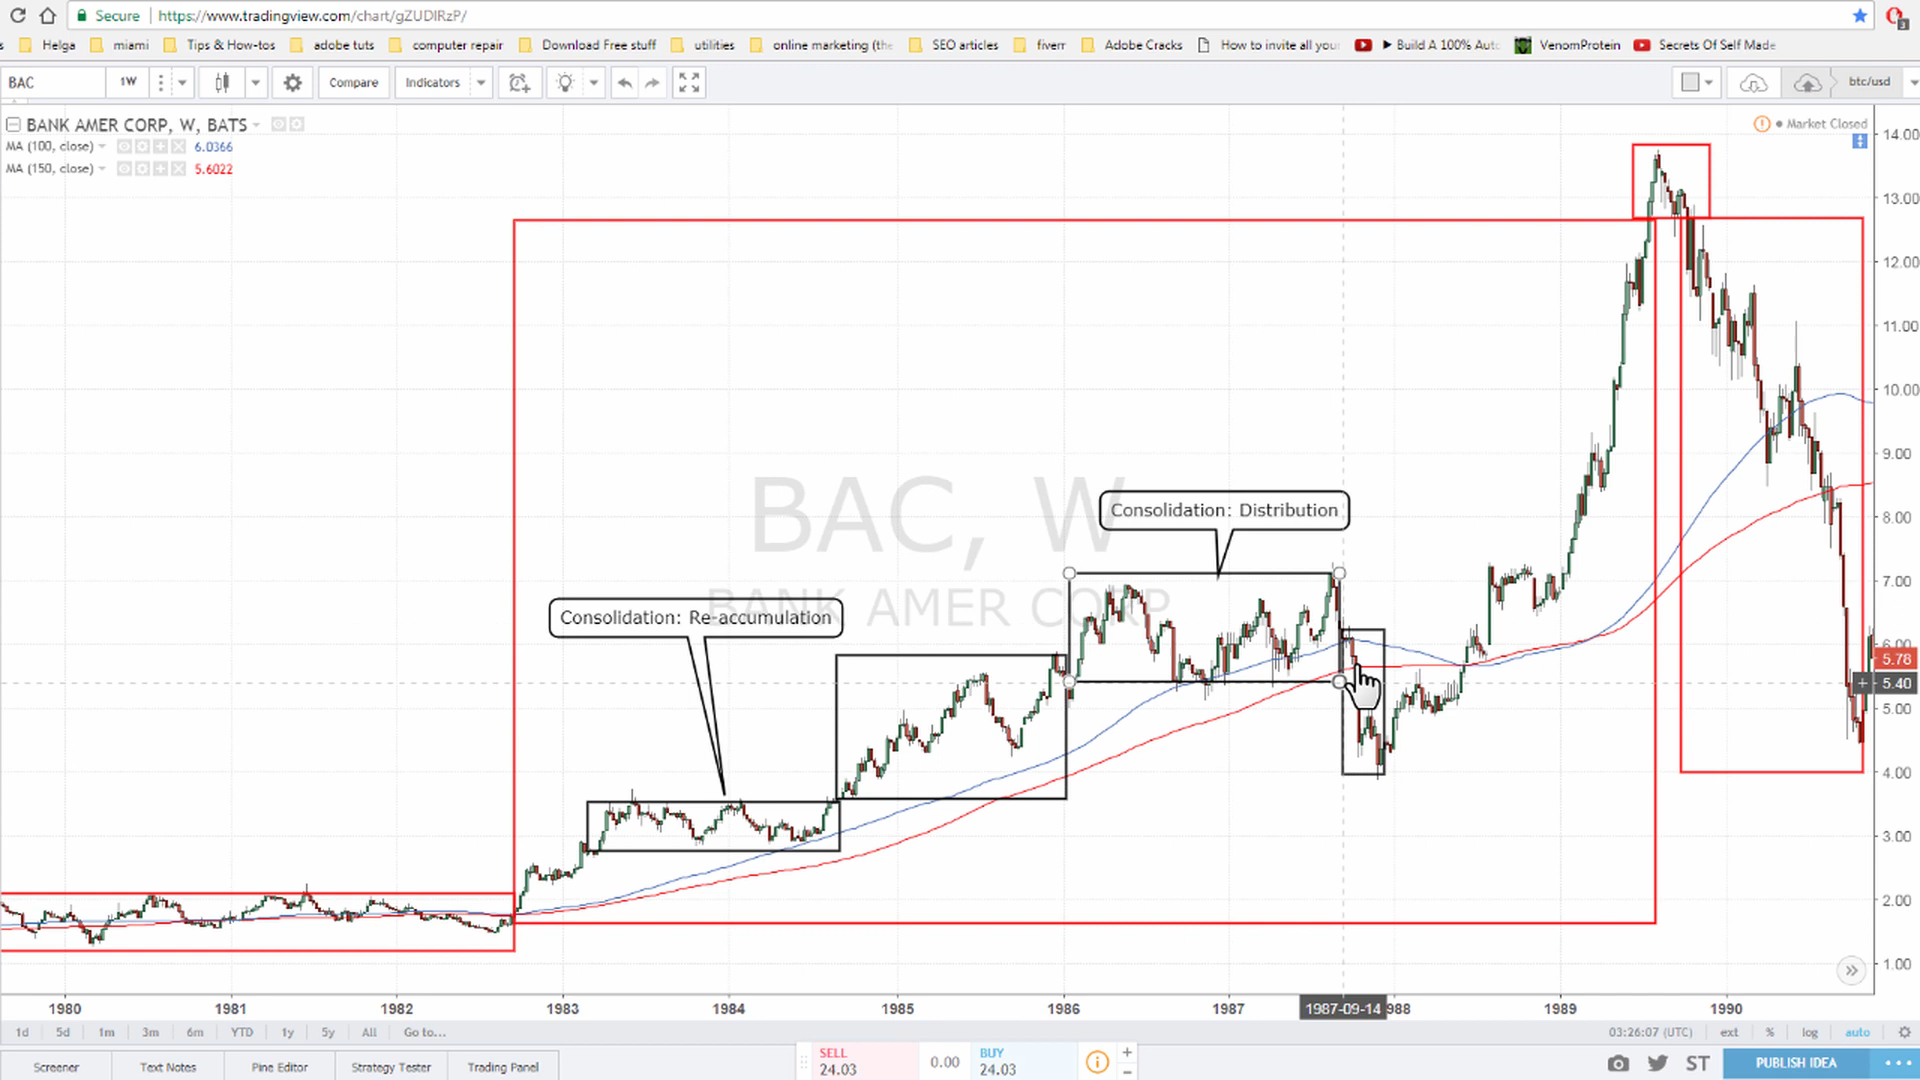 Secure https://www.tradingview.com/chart/gZUDlRzP/
s Helga miami Tips & How-tos adobe tuts computer repair Download Free stuff utilities online marketing (the SEO articles fiverr Adobe Cracks How to invite all your ▶ Build A 100% Auto VenomProtein Secrets Of Self Made
BAC 1W Compare Indicators btc/usd
BANK AMER CORP, W, BATS
Market Closed
MA (100, close) 6.0366
MA (150, close) 5.6022
14.00
13.00
12.00
11.00
10.00
9.00
8.00
7.00
6.00
5.78
5.40
5.00
4.00
3.00
2.00
1.00
BAC, W
BANK AMER CORP
Consolidation: Distribution
Consolidation: Re-accumulation
1980 1981 1982 1983 1984 1985 1986 1987 1987-09-14 988 1989 1990
1d 5d 1m 3m 6m YTD 1y 5y All Go to... 03:26:07 (UTC) ext % log auto
Screener Text Notes Pine Editor Strategy Tester Trading Panel
SELL
24.03
0.00
BUY
24.03
ST
PUBLISH IDEA